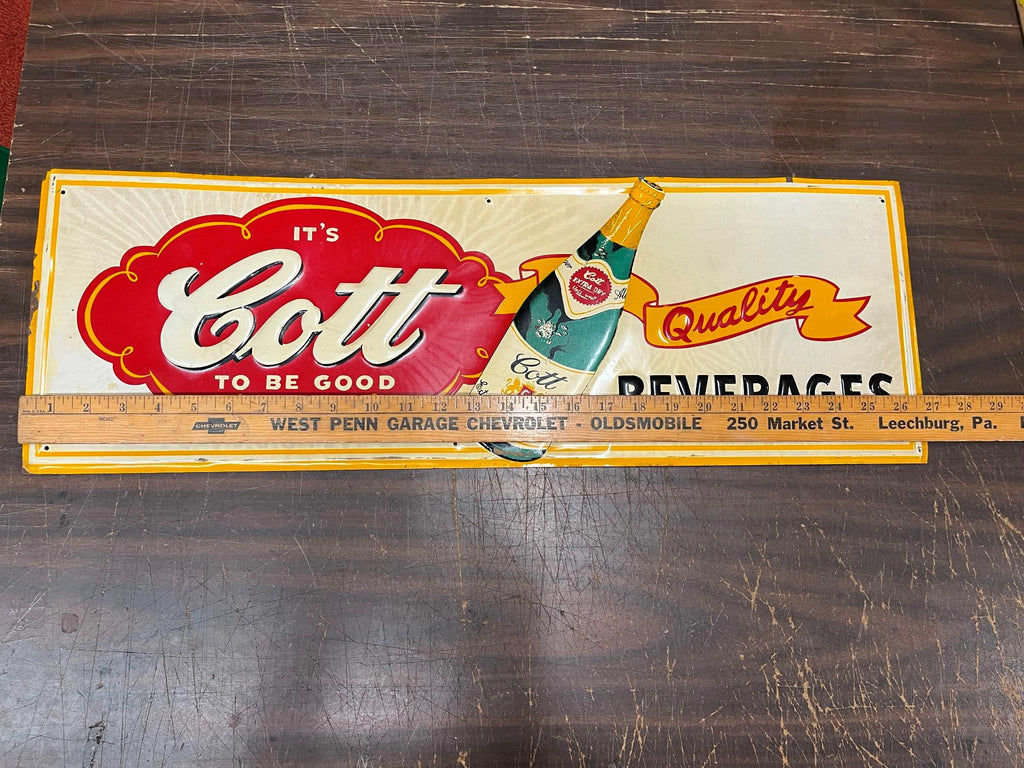 IT'S
Cott
TO BE GOOD
Cott
EXTRA DRY
Quality
Cott
BEVERAGES
1 2 3 4 5 6 7 8 9 10 11 12 13 14 15 16 17 18 19 20 21 22 23 24 25 26 27 28 29
CHEVROLET WEST PENN GARAGE CHEVROLET - OLDSMOBILE 250 Market St. Leechburg, Pa.